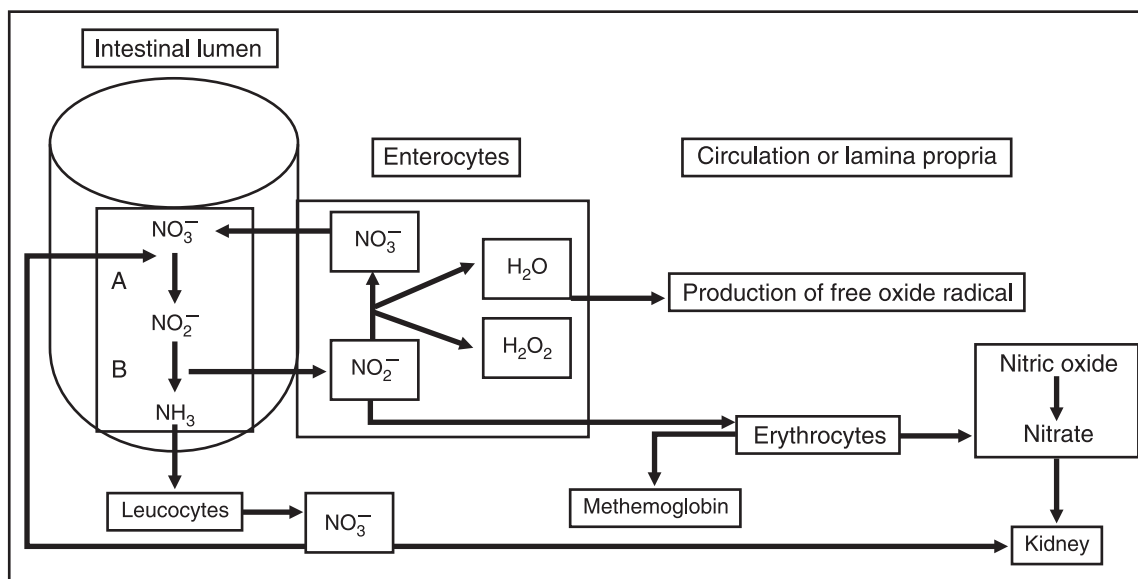 Intestinal lumen
Enterocytes
Circulation or lamina propria
NO₃⁻
A
NO₂⁻
B
NH₃
NO₃⁻
NO₂⁻
H₂O
H₂O₂
Production of free oxide radical
Nitric oxide
Nitrate
Erythrocytes
Methemoglobin
Leucocytes
NO₃⁻
Kidney